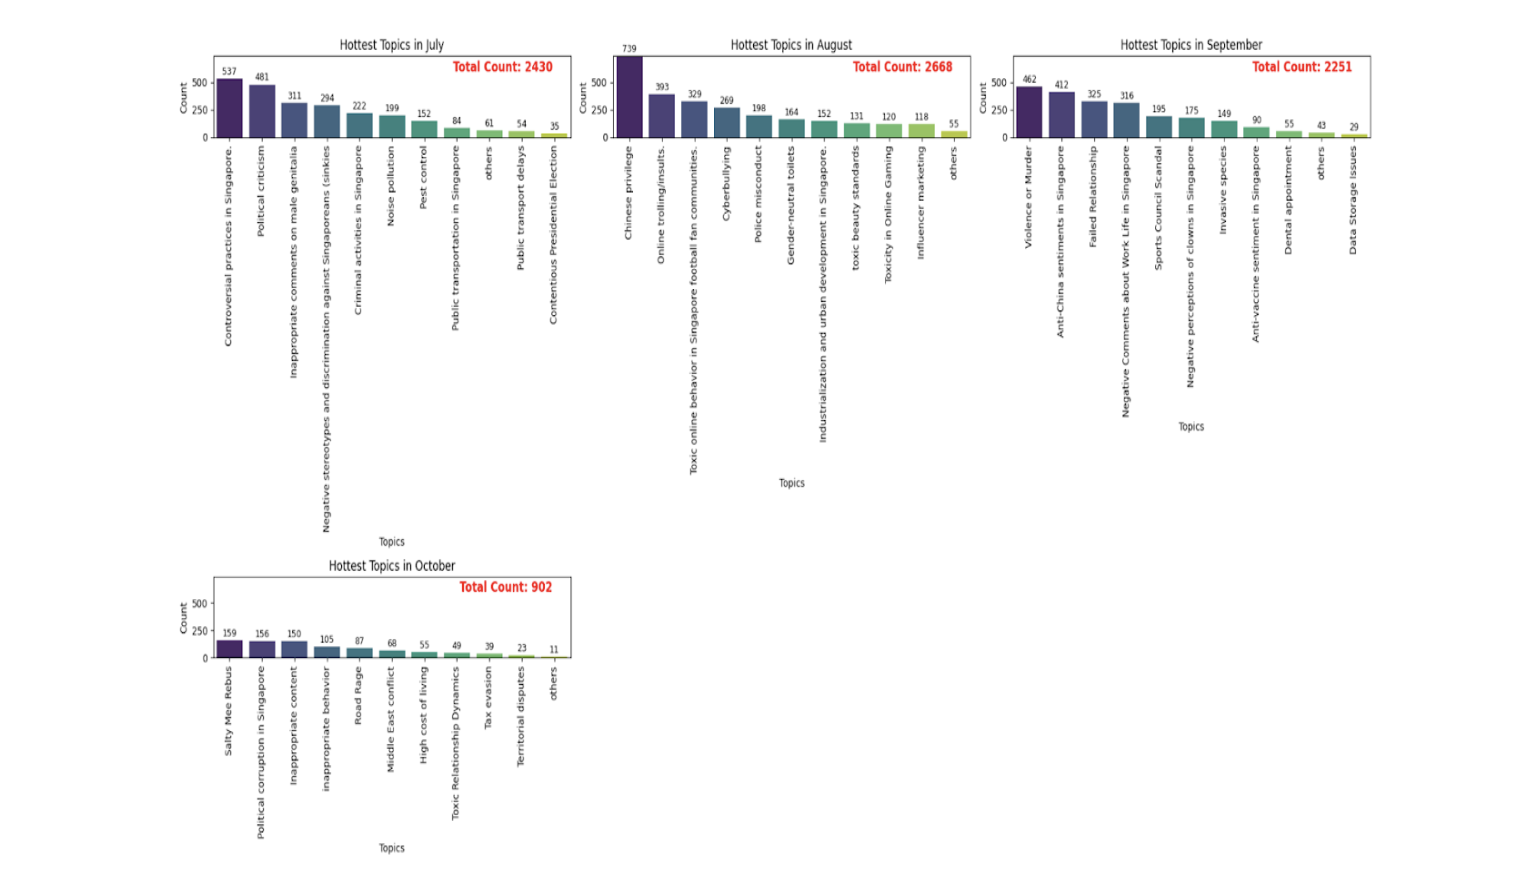 Hottest Topics in July
Total Count: 2430
Count
500
250
0
537
481
311
294
222
199
152
84
61
54
35
Controversial practices in Singapore.
Political criticism
Inappropriate comments on male genitalia
Negative stereotypes and discrimination against Singaporeans (sinkies
Criminal activities in Singapore
Noise pollution
Pest control
Public transportation in Singapore
others
Public transport delays
Contentious Presidential Election
Topics
Hottest Topics in August
Total Count: 2668
Count
500
250
0
739
393
329
269
198
164
152
131
120
118
55
Chinese privilege
Online trolling/insults.
Toxic online behavior in Singapore football fan communities.
Cyberbullying
Police misconduct
Gender-neutral toilets
Industrialization and urban development in Singapore.
toxic beauty standards
Toxicity in Online Gaming
Influencer marketing
others
Topics
Hottest Topics in September
Total Count: 2251
Count
500
250
0
462
412
325
316
195
175
149
90
55
43
29
Violence or Murder
Anti-China sentiments in Singapore
Failed Relationship
Negative Comments about Work Life in Singapore
Sports Council Scandal
Negative perceptions of clowns in Singapore
Invasive species
Anti-vaccine sentiment in Singapore
Dental appointment
others
Data Storage Issues
Topics
Hottest Topics in October
Total Count: 902
Count
500
250
0
159
156
150
105
87
68
55
49
39
23
11
Salty Mee Rebus
Political corruption in Singapore
Inappropriate content
inappropriate behavior
Road Rage
Middle East conflict
High cost of living
Toxic Relationship Dynamics
Tax evasion
Territorial disputes
others
Topics